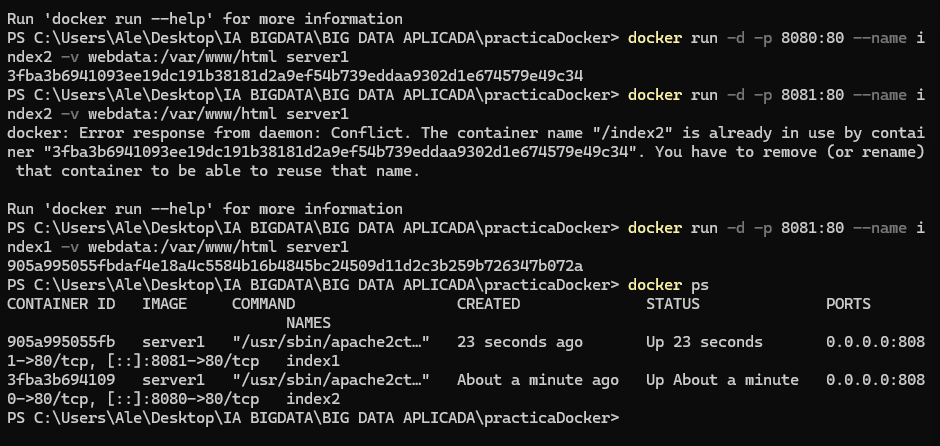 Run 'docker run --help' for more information
PS C:\Users\Ale\Desktop\IA BIGDATA\BIG DATA APLICADA\practicaDocker> docker run -d -p 8080:80 --name i
ndex2 -v webdata:/var/www/html server1
3fba3b6941093ee19dc191b38181d2a9ef54b739eddaa9302d1e674579e49c34
PS C:\Users\Ale\Desktop\IA BIGDATA\BIG DATA APLICADA\practicaDocker> docker run -d -p 8081:80 --name i
ndex2 -v webdata:/var/www/html server1
docker: Error response from daemon: Conflict. The container name "/index2" is already in use by contai
ner "3fba3b6941093ee19dc191b38181d2a9ef54b739eddaa9302d1e674579e49c34". You have to remove (or rename)
 that container to be able to reuse that name.

Run 'docker run --help' for more information
PS C:\Users\Ale\Desktop\IA BIGDATA\BIG DATA APLICADA\practicaDocker> docker run -d -p 8081:80 --name i
ndex1 -v webdata:/var/www/html server1
905a995055fbdaf4e18a4c5584b16b4845bc24509d11d2c3b259b726347b072a
PS C:\Users\Ale\Desktop\IA BIGDATA\BIG DATA APLICADA\practicaDocker> docker ps
CONTAINER ID   IMAGE     COMMAND                  CREATED              STATUS              PORTS
                               NAMES
905a995055fb   server1   "/usr/sbin/apache2ct…"   23 seconds ago       Up 23 seconds       0.0.0.0:808
1->80/tcp, [::]:8081->80/tcp   index1
3fba3b694109   server1   "/usr/sbin/apache2ct…"   About a minute ago   Up About a minute   0.0.0.0:808
0->80/tcp, [::]:8080->80/tcp   index2
PS C:\Users\Ale\Desktop\IA BIGDATA\BIG DATA APLICADA\practicaDocker>